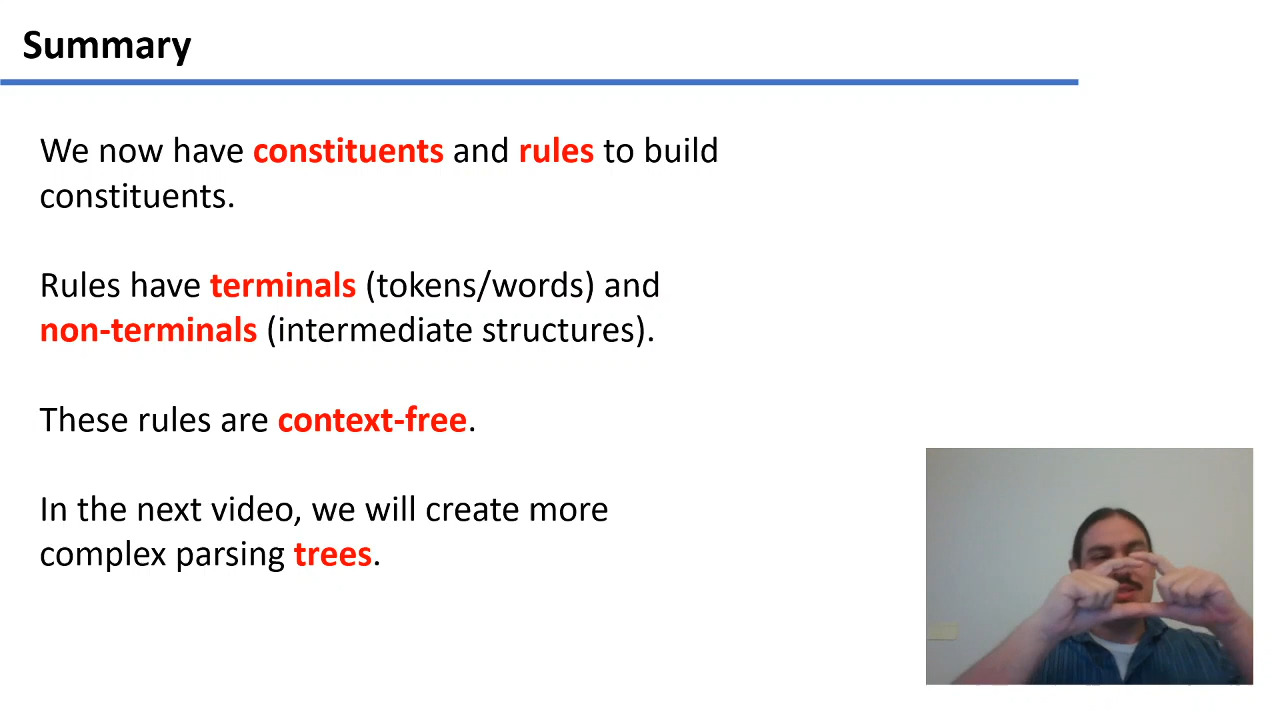 Summary
We now have constituents and rules to build
constituents.
Rules have terminals (tokens/words) and
non-terminals (intermediate structures).
These rules are context-free.
In the next video, we will create more
complex parsing trees.